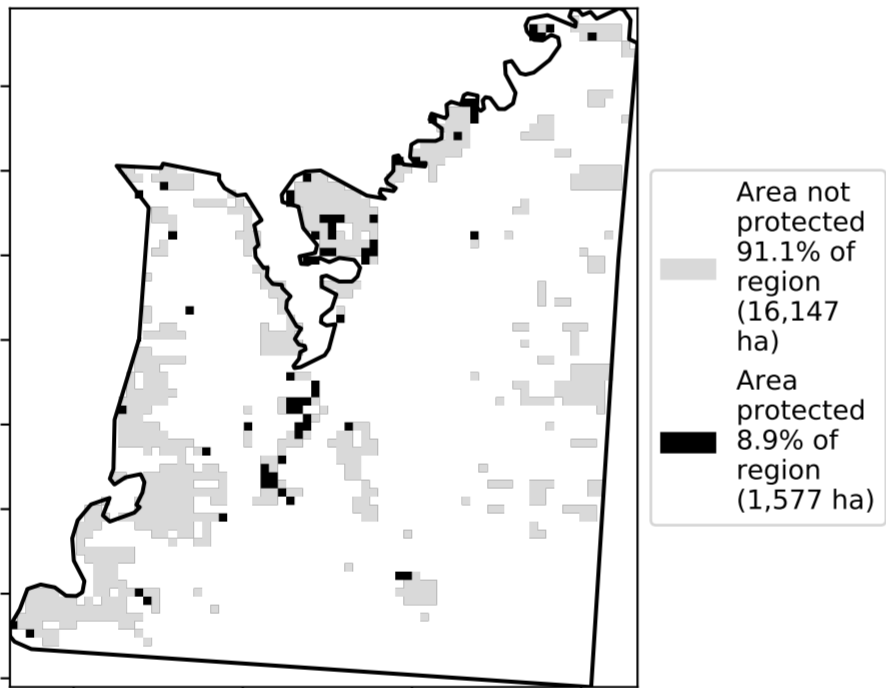 Area not
protected
91.1% of
region
(16,147
ha)
Area
protected
8.9% of
region
(1,577 ha)